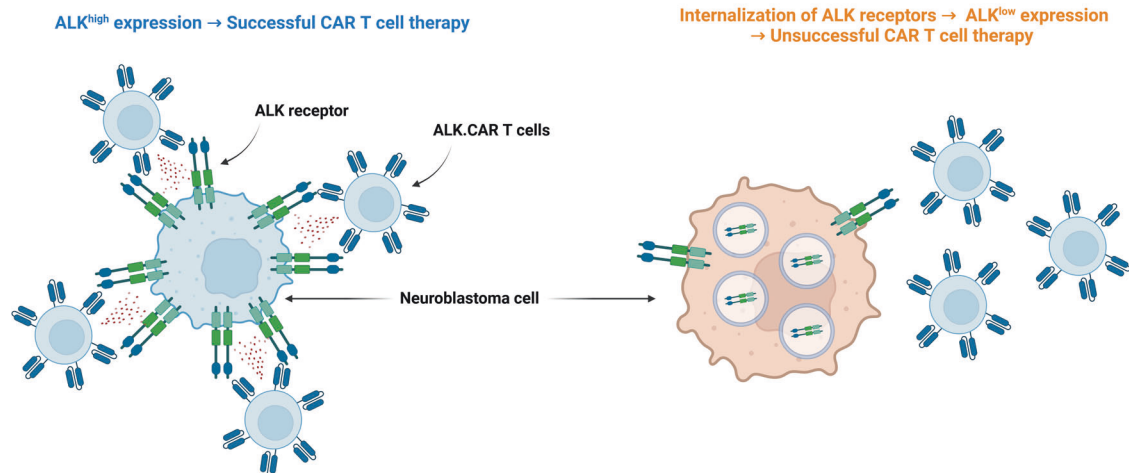 ALKhigh expression → Successful CAR T cell therapy
Internalization of ALK receptors → ALKlow expression
→ Unsuccessful CAR T cell therapy
ALK receptor
ALK.CAR T cells
Neuroblastoma cell